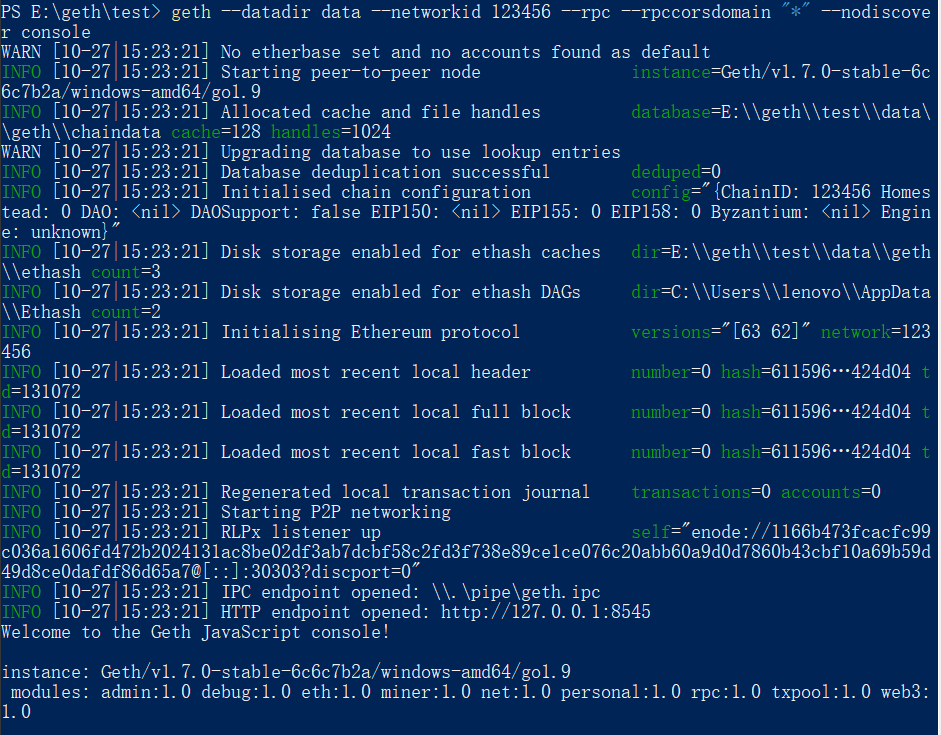 PS E:\geth\test> geth --datadir data --networkid 123456 --rpc --rpccorsdomain "*" --nodiscove
r console
WARN [10-27|15:23:21] No etherbase set and no accounts found as default
INFO [10-27|15:23:21] Starting peer-to-peer node               instance=Geth/v1.7.0-stable-6c
6c7b2a/windows-amd64/go1.9
INFO [10-27|15:23:21] Allocated cache and file handles         database=E:\\geth\\test\\data\
\geth\\chaindata cache=128 handles=1024
WARN [10-27|15:23:21] Upgrading database to use lookup entries
INFO [10-27|15:23:21] Database deduplication successful        deduped=0
INFO [10-27|15:23:21] Initialised chain configuration          config="{ChainID: 123456 Homes
tead: 0 DAO: <nil> DAOSupport: false EIP150: <nil> EIP155: 0 EIP158: 0 Byzantium: <nil> Engin
e: unknown}"
INFO [10-27|15:23:21] Disk storage enabled for ethash caches   dir=E:\\geth\\test\\data\\geth
\\ethash count=3
INFO [10-27|15:23:21] Disk storage enabled for ethash DAGs     dir=C:\\Users\\lenovo\\AppData
\\Ethash count=2
INFO [10-27|15:23:21] Initialising Ethereum protocol           versions="[63 62]" network=123
456
INFO [10-27|15:23:21] Loaded most recent local header          number=0 hash=611596…424d04 t
d=131072
INFO [10-27|15:23:21] Loaded most recent local full block      number=0 hash=611596…424d04 t
d=131072
INFO [10-27|15:23:21] Loaded most recent local fast block      number=0 hash=611596…424d04 t
d=131072
INFO [10-27|15:23:21] Regenerated local transaction journal    transactions=0 accounts=0
INFO [10-27|15:23:21] Starting P2P networking
INFO [10-27|15:23:21] RLPx listener up                         self="enode://1166b473fcacfc99
c036a1606fd472b2024131ac8be02df3ab7dcbf58c2fd3f738e89ce1ce076c20abb60a9d0d7860b43cbf10a69b59d
49d8ce0dafdf86d65a7@[::]:30303?discport=0"
INFO [10-27|15:23:21] IPC endpoint opened: \\.\pipe\geth.ipc
INFO [10-27|15:23:21] HTTP endpoint opened: http://127.0.0.1:8545
Welcome to the Geth JavaScript console!

instance: Geth/v1.7.0-stable-6c6c7b2a/windows-amd64/go1.9
 modules: admin:1.0 debug:1.0 eth:1.0 miner:1.0 net:1.0 personal:1.0 rpc:1.0 txpool:1.0 web3:
1.0